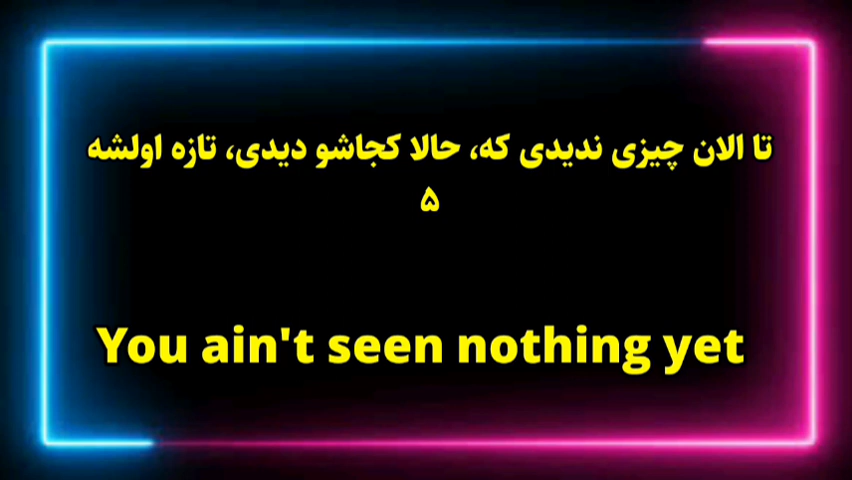 تا الان چیزی ندیدی که، حالا کجاشو دیدی، تازه اولشه
۵
You ain't seen nothing yet